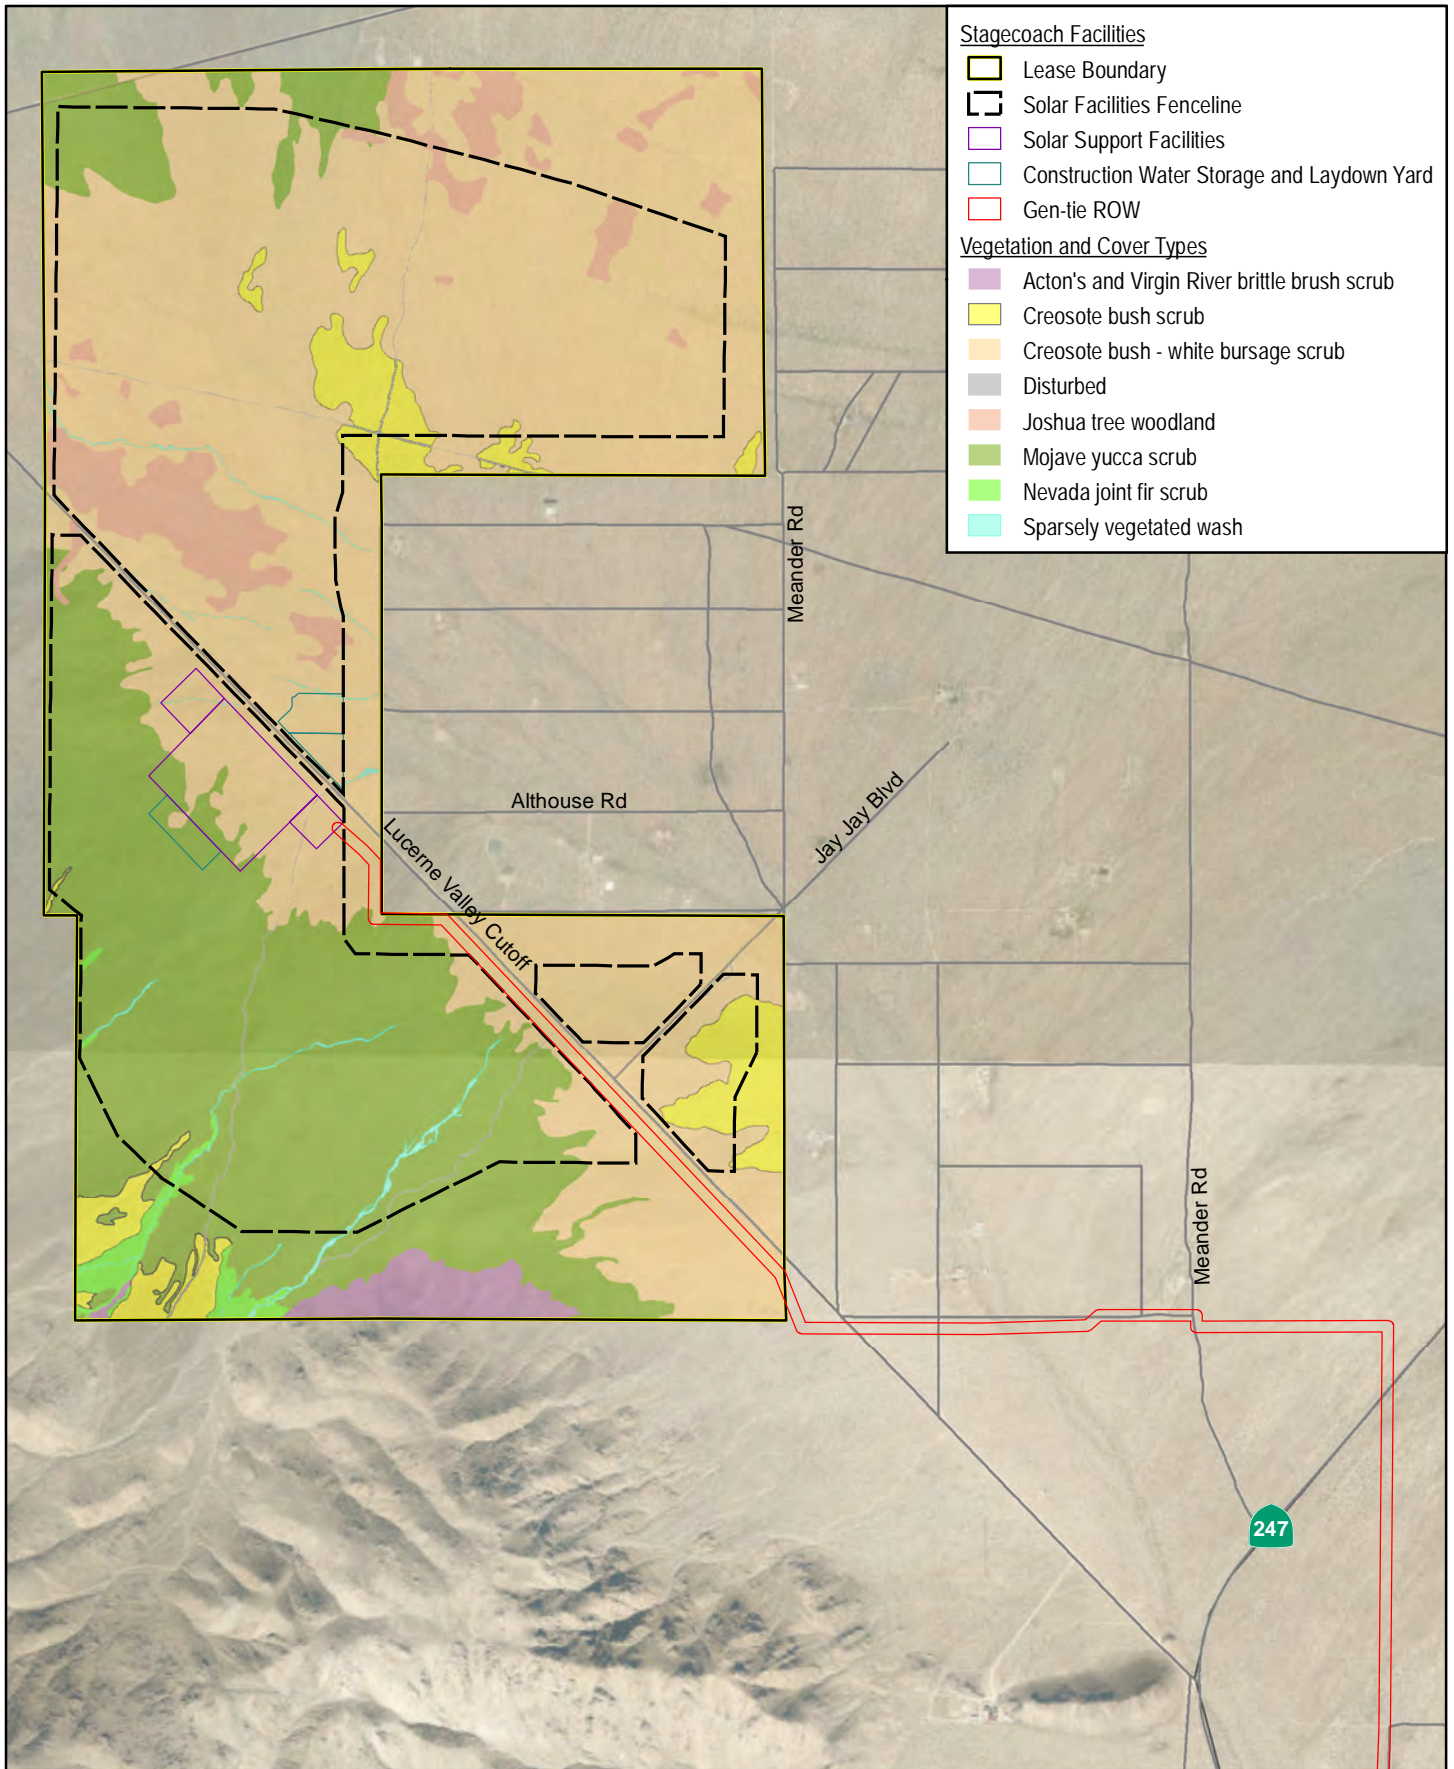 Stagecoach Facilities
Lease Boundary
Solar Facilities Fenceline
Solar Support Facilities
Construction Water Storage and Laydown Yard
Gen-tie ROW
Vegetation and Cover Types
Acton's and Virgin River brittle brush scrub
Creosote bush scrub
Creosote bush - white bursage scrub
Disturbed
Joshua tree woodland
Mojave yucca scrub
Nevada joint fir scrub
Sparsely vegetated wash
Meander Rd
Althouse Rd
Jay Jay Blvd
Lucerne Valley Cutoff
Meander Rd
247